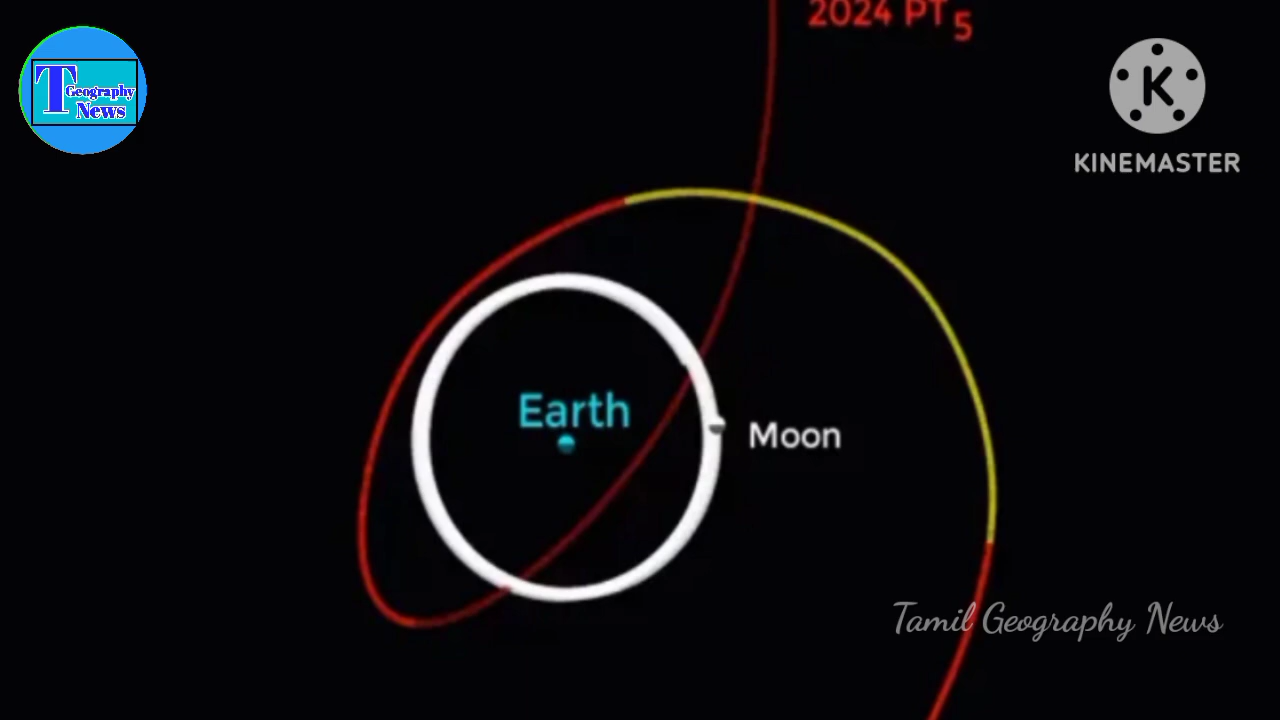 2024 PT5
T
Geography
News
K
KINEMASTER
Earth
Moon
Tamil Geography News